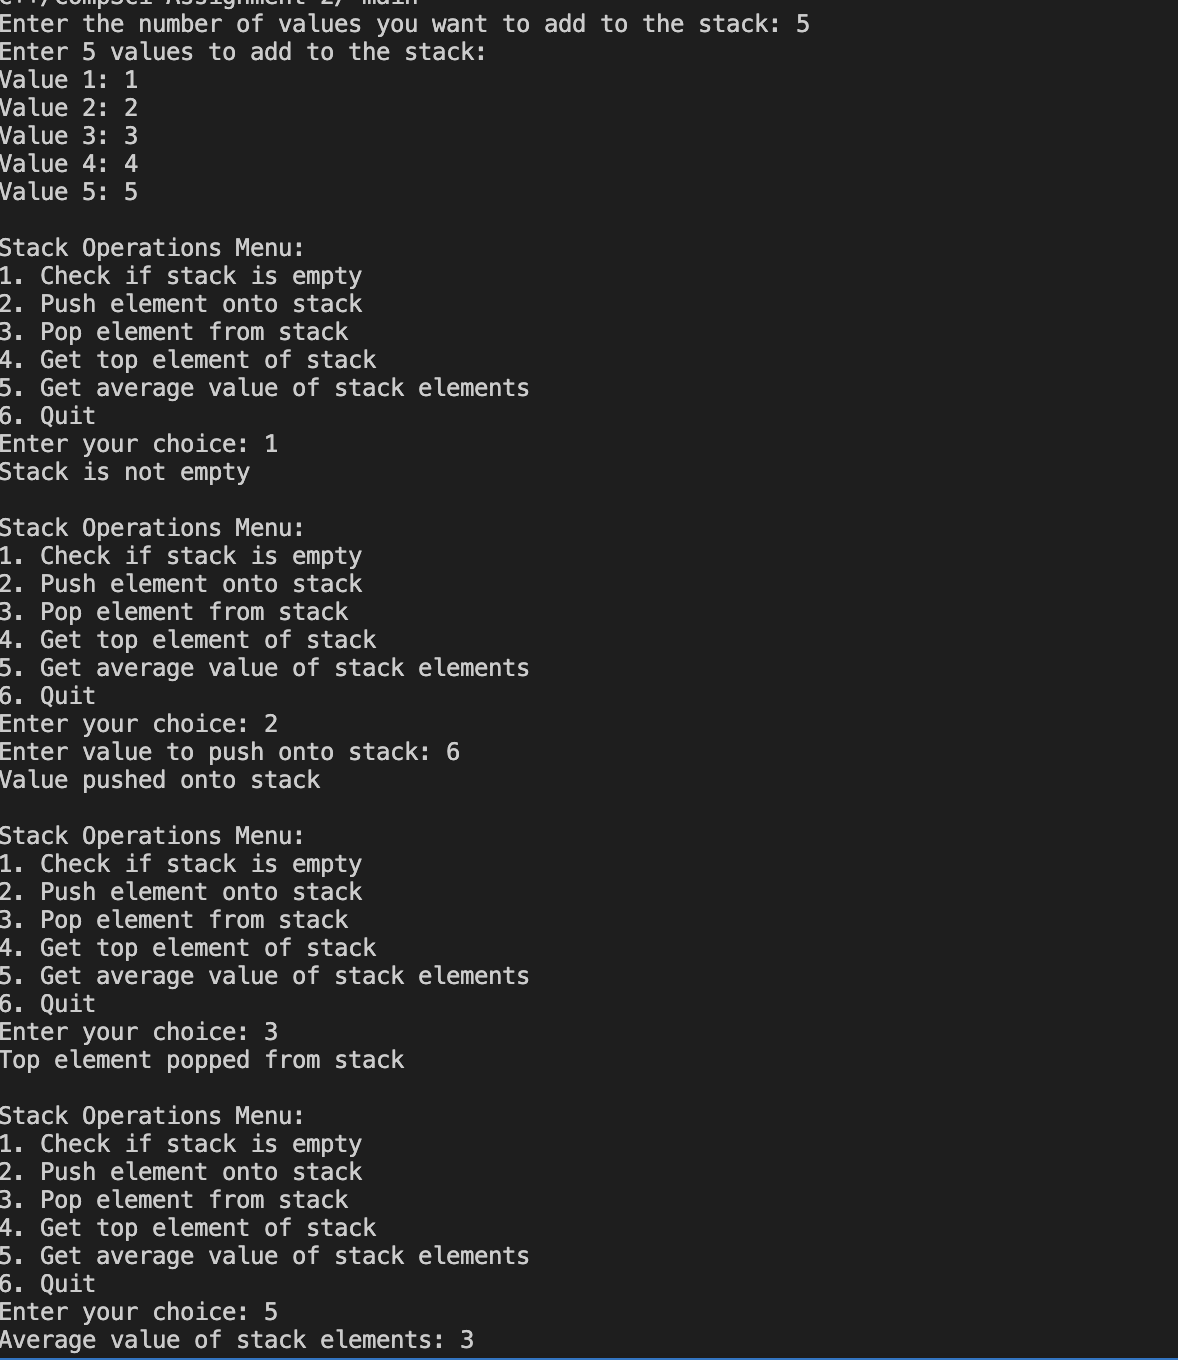 C++/CompSci Assignment 2/"main
Enter the number of values you want to add to the stack: 5
Enter 5 values to add to the stack:
Value 1: 1
Value 2: 2
Value 3: 3
Value 4: 4
Value 5: 5
Stack Operations Menu:
1. Check if stack is empty
2. Push element onto stack
3. Pop element from stack
4. Get top element of stack
5. Get average value of stack elements
6. Quit
Enter your choice: 1
Stack is not empty
Stack Operations Menu:
1. Check if stack is empty
2. Push element onto stack
3. Pop element from stack
4. Get top element of stack
5. Get average value of stack elements
6. Quit
Enter your choice: 2
Enter value to push onto stack: 6
Value pushed onto stack
Stack Operations Menu:
1. Check if stack is empty
2. Push element onto stack
3. Pop element from stack
4. Get top element of stack
5. Get average value of stack elements
6. Quit
Enter your choice: 3
Top element popped from stack
Stack Operations Menu:
1. Check if stack is empty
2. Push element onto stack
3. Pop element from stack
4. Get top element of stack
5. Get average value of stack elements
6. Quit
Enter your choice: 5
Average value of stack elements: 3